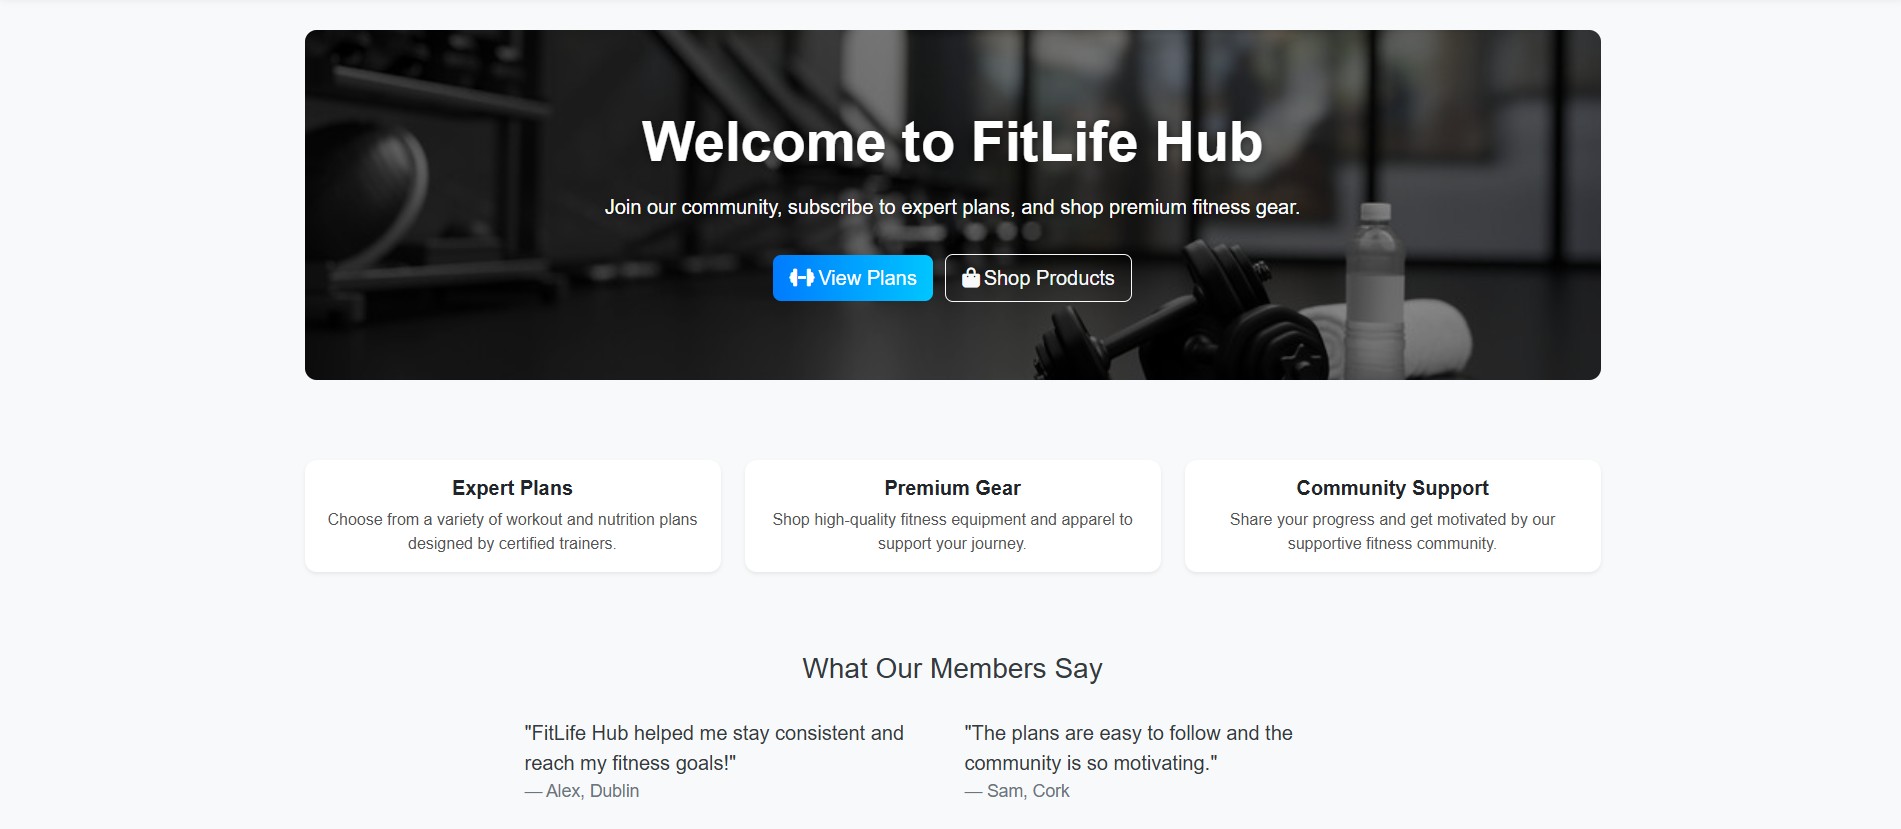 Welcome to FitLife Hub
Join our community, subscribe to expert plans, and shop premium fitness gear.
View Plans
Shop Products
Expert Plans
Choose from a variety of workout and nutrition plans
designed by certified trainers.
Premium Gear
Shop high-quality fitness equipment and apparel to
support your journey.
Community Support
Share your progress and get motivated by our
supportive fitness community.
What Our Members Say
"FitLife Hub helped me stay consistent and
reach my fitness goals!"
— Alex, Dublin
"The plans are easy to follow and the
community is so motivating."
— Sam, Cork